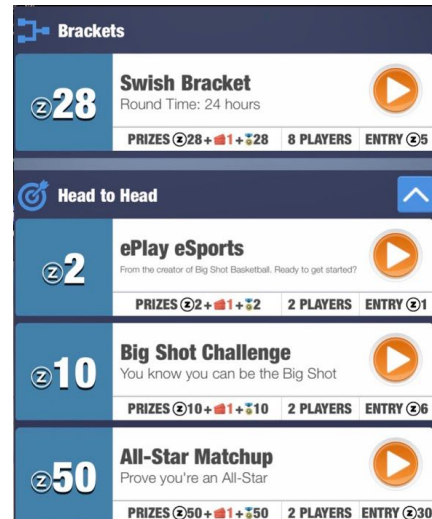 Brackets
Ⓩ28
Swish Bracket
Round Time: 24 hours
PRIZES Ⓩ28+1+28 8 PLAYERS ENTRY Ⓩ5
Head to Head
Ⓩ2
ePlay eSports
From the creator of Big Shot Basketball. Ready to get started?
PRIZES Ⓩ2+1+2 2 PLAYERS ENTRY Ⓩ1
Ⓩ10
Big Shot Challenge
You know you can be the Big Shot
PRIZES Ⓩ10+1+10 2 PLAYERS ENTRY Ⓩ6
Ⓩ50
All-Star Matchup
Prove you're an All-Star
PRIZES Ⓩ50+1+50 2 PLAYERS ENTRY Ⓩ30